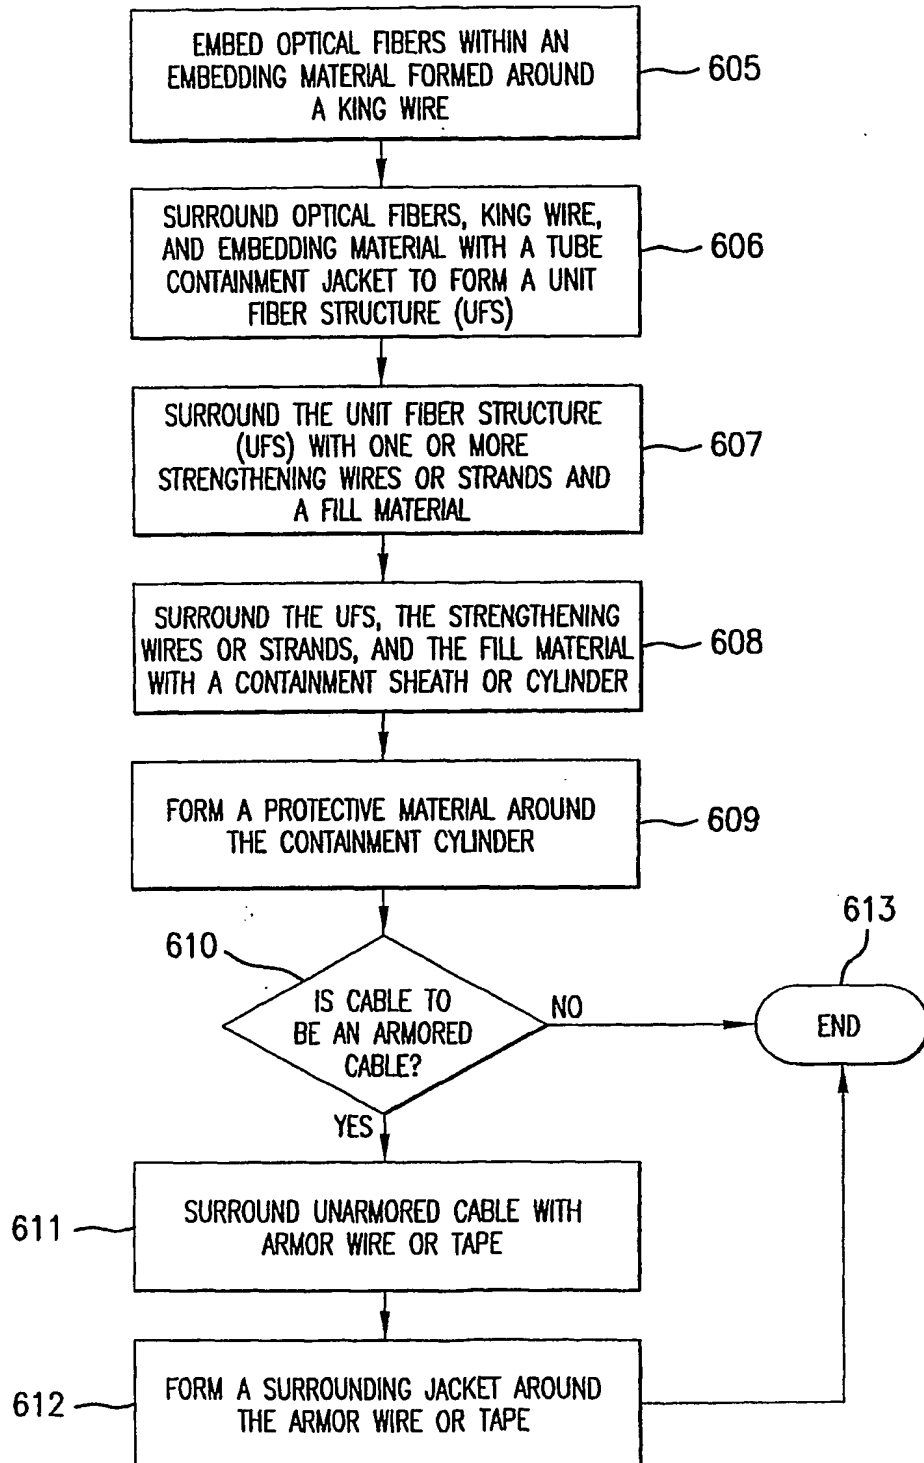 EMBED OPTICAL FIBERS WITHIN AN
EMBEDDING MATERIAL FORMED AROUND
A KING WIRE
605
SURROUND OPTICAL FIBERS, KING WIRE,
AND EMBEDDING MATERIAL WITH A TUBE
CONTAINMENT JACKET TO FORM A UNIT
FIBER STRUCTURE (UFS)
606
SURROUND THE UNIT FIBER STRUCTURE
(UFS) WITH ONE OR MORE
STRENGTHENING WIRES OR STRANDS AND
A FILL MATERIAL
607
SURROUND THE UFS, THE STRENGTHENING
WIRES OR STRANDS, AND THE FILL MATERIAL
WITH A CONTAINMENT SHEATH OR CYLINDER
608
FORM A PROTECTIVE MATERIAL AROUND
THE CONTAINMENT CYLINDER
609
610
IS CABLE TO
BE AN ARMORED
CABLE?
NO
613
END
YES
611
SURROUND UNARMORED CABLE WITH
ARMOR WIRE OR TAPE
612
FORM A SURROUNDING JACKET AROUND
THE ARMOR WIRE OR TAPE